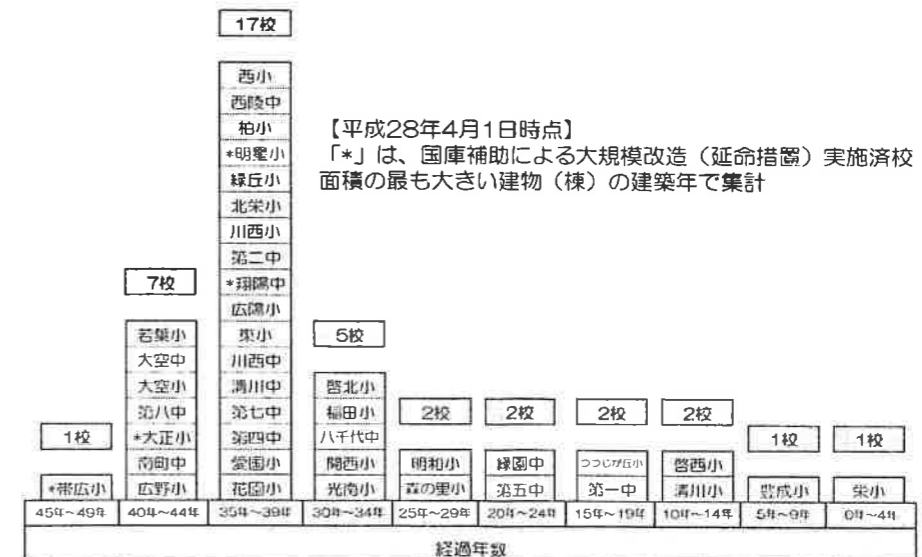 17校
西小
西陵中
柏小
*明星小
緑丘小
北栄小
川西小
第二中
*翔陽中
広陽小
東小
川西中
清川中
第七中
第四中
愛国小
花園小
【平成28年4月1日時点】
「*」は、国庫補助による大規模改造（延命措置）実施済校
面積の最も大きい建物（棟）の建築年で集計
7校
若葉小
大空中
大空小
第八中
*大正小
南町中
広野小
5校
啓北小
稲田小
八千代中
開西小
光南小
1校
*帯広小
2校
明和小
森の里小
2校
緑園中
第五中
2校
つつじが丘小
第一中
2校
啓西小
清川小
1校
豊成小
1校
栄小
45年～49年 40年～44年 35年～39年 30年～34年 25年～29年 20年～24年 15年～19年 10年～14年 5年～9年 0年～4年
経過年数